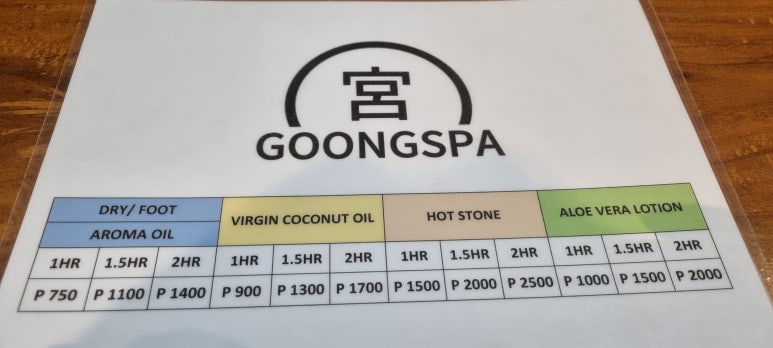 宮
GOONGSPA
DRY/ FOOT
AROMA OIL
VIRGIN COCONUT OIL
HOT STONE
ALOE VERA LOTION
1HR 1.5HR 2HR 1HR 1.5HR 2HR 1HR 1.5HR 2HR 1HR 1.5HR 2HR
P 750 P 1100 P 1400 P 900 P 1300 P 1700 P 1500 P 2000 P 2500 P 1000 P 1500 P 2000